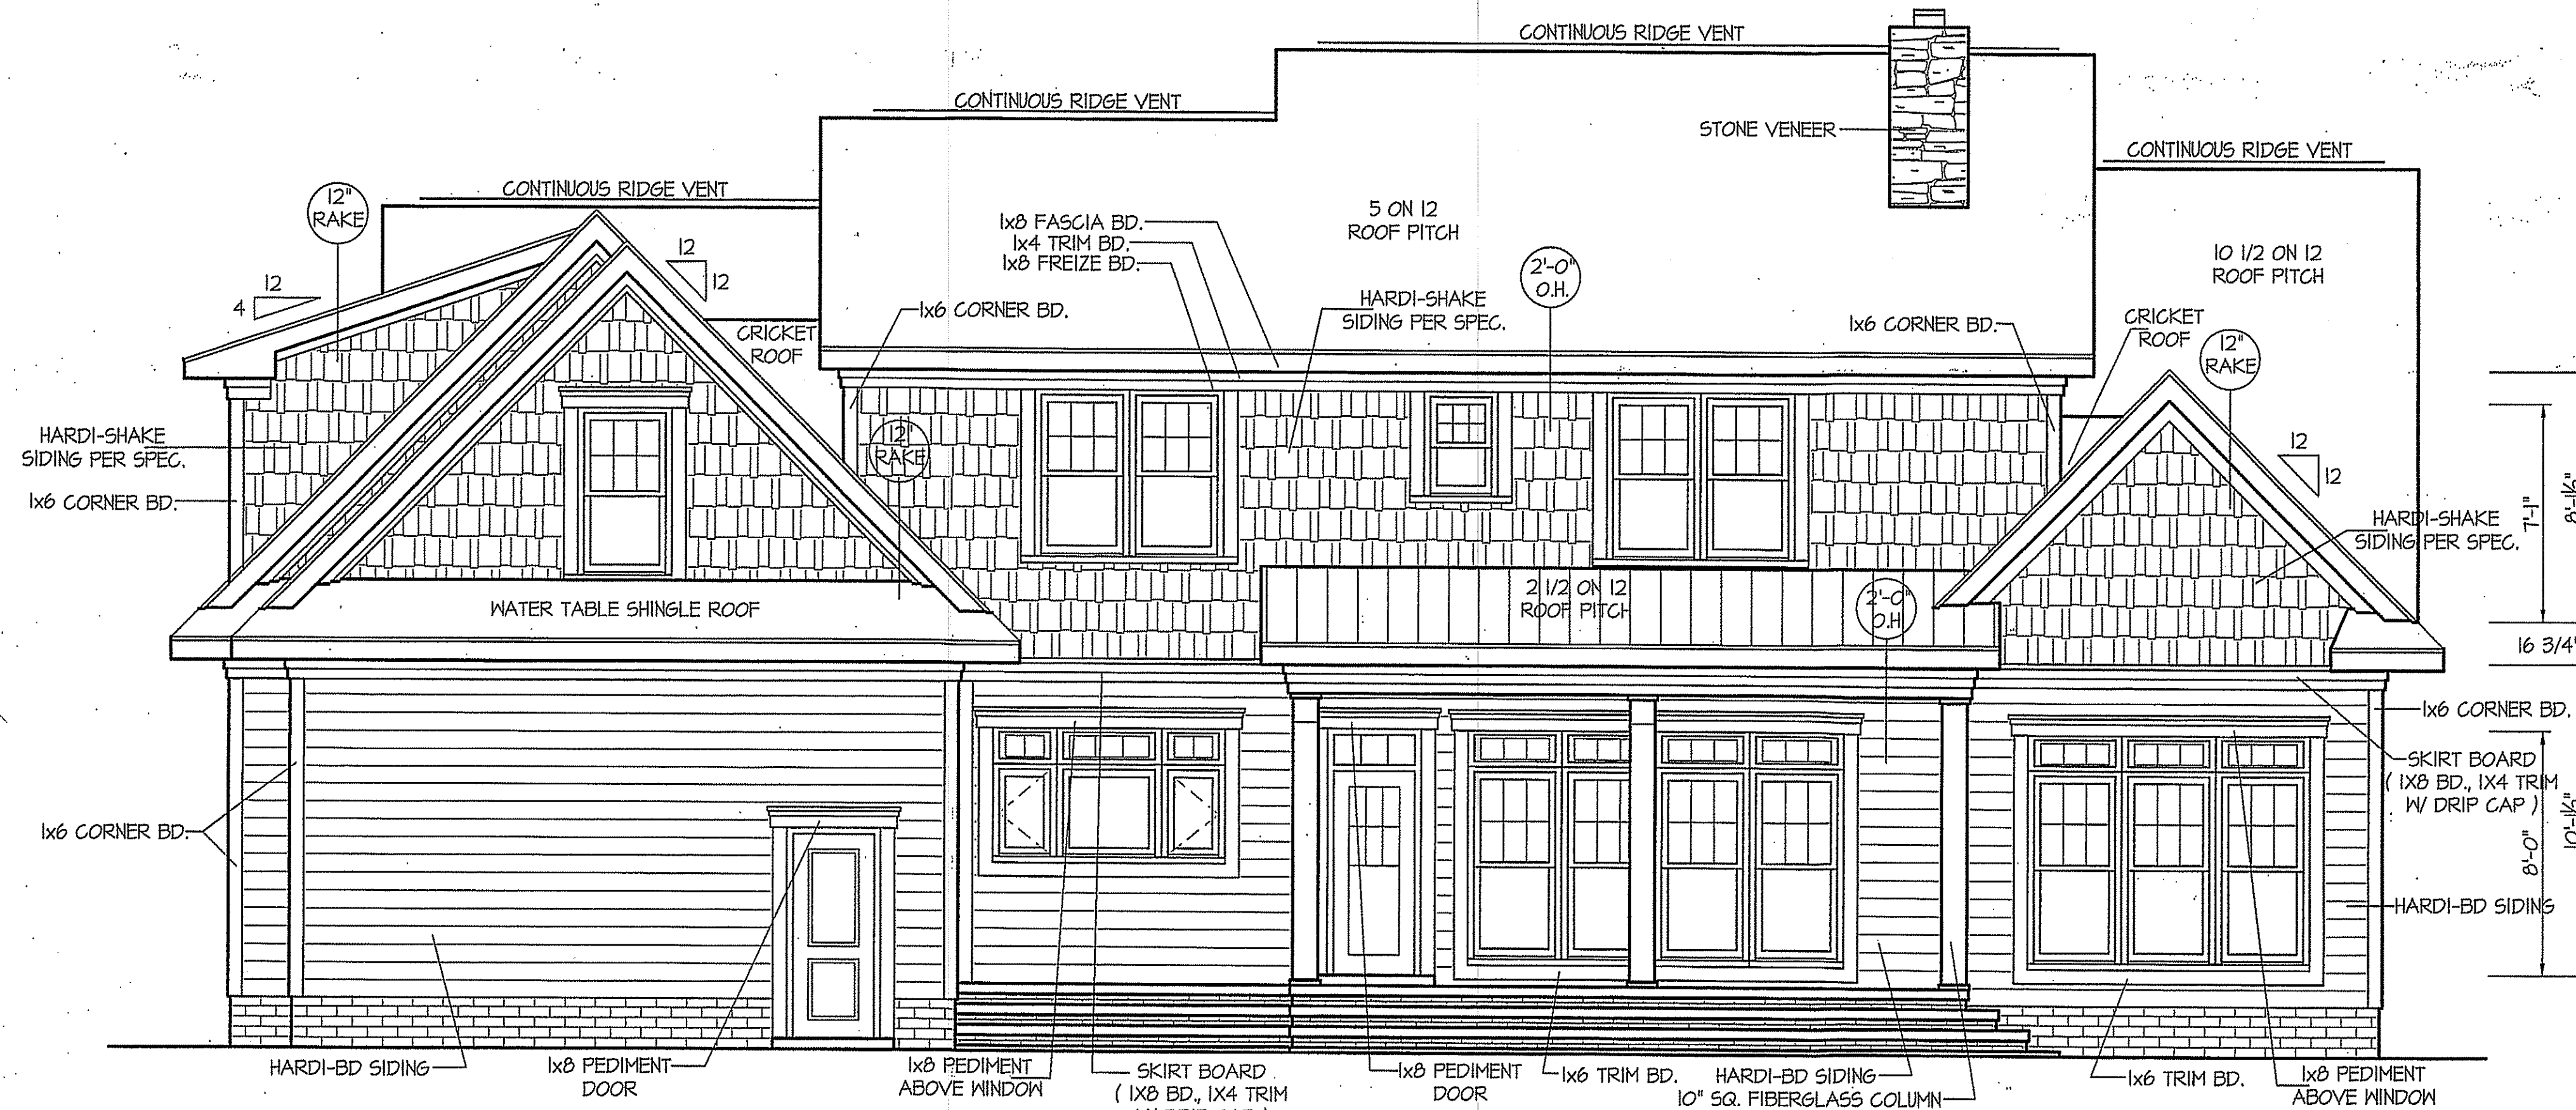 CONTINUOUS RIDGE VENT
CONTINUOUS RIDGE VENT
STONE VENEER
CONTINUOUS RIDGE VENT
CONTINUOUS RIDGE VENT
12"
RAKE
12
4
12
12
CRICKET
ROOF
1x8 FASCIA BD.
1x4 TRIM BD.
1x8 FREIZE BD.
5 ON 12
ROOF PITCH
2'-0"
O.H.
10 1/2 ON 12
ROOF PITCH
1x6 CORNER BD.
HARDI-SHAKE
SIDING PER SPEC.
1x6 CORNER BD.
CRICKET
ROOF
12"
RAKE
HARDI-SHAKE
SIDING PER SPEC.
1x6 CORNER BD.
12"
RAKE
12
12
7'-1"
HARDI-SHAKE
SIDING PER SPEC.
WATER TABLE SHINGLE ROOF
2 1/2 ON 12
ROOF PITCH
2'-0"
O.H.
16 3/4"
1x6 CORNER BD.
SKIRT BOARD
( 1X8 BD., 1X4 TRIM
W/ DRIP CAP )
1x6 CORNER BD.
8'-0"
HARDI-BD SIDING
HARDI-BD SIDING
1x8 PEDIMENT
DOOR
1x8 PEDIMENT
ABOVE WINDOW
SKIRT BOARD
( 1X8 BD., 1X4 TRIM
1x8 PEDIMENT
DOOR
1x6 TRIM BD.
HARDI-BD SIDING
10" SQ. FIBERGLASS COLUMN
1x6 TRIM BD.
1x8 PEDIMENT
ABOVE WINDOW